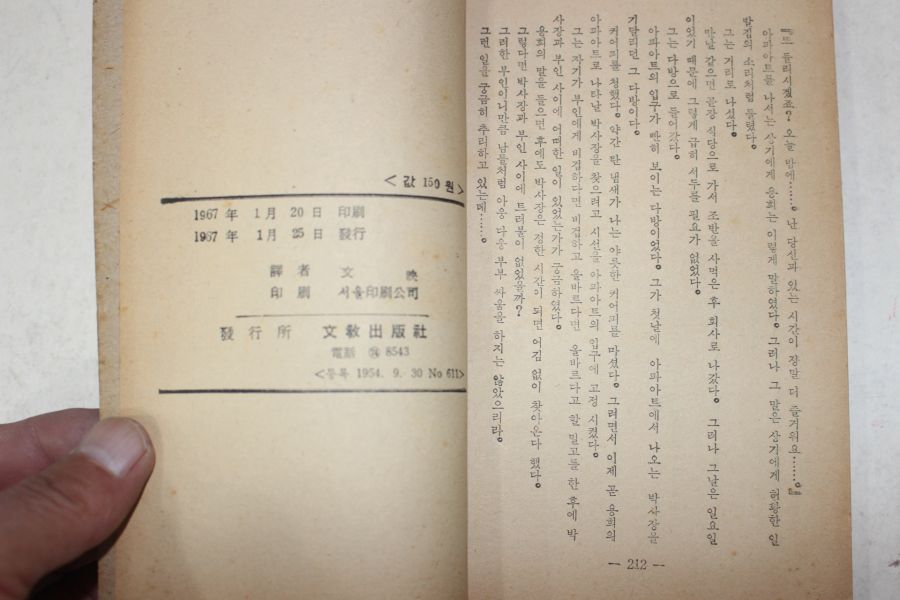 <값 150원>
1967年 1月 20日 印刷
1967年 1月 25日 發行
譯者 文 映
印刷 서울印刷公司
發行所 文敎出版社
電話 ㉔ 8543
<등록 1954. 9. 30 No 611>
『또 들리시겠죠? 오늘 밤에……。난 당신과 있는 시간이 정말 더 즐거워요……。』
아파아트를 나서는 상기에게 용희는 이렇게 말하였다。그러나 그 말은 상기에게 허황한 인
발점의 소리처럼 들렸다。
그는 거리로 나섰다。
만날 같으면 곧장 식당으로 가서 조반을 사먹은 후 회사로 나갔다。그러나 그날은 일요일
이었기 때문에 그렇게 급히 서두를 필요가 없었다。
그는 다방으로 들어갔다。
아파아트의 입구가 빤히 보이는 다방이었다。그가 첫날에 아파아트에서 나오는 박사장을
기달리던 그 다방이다。
커어피를 청했다。약간 탄 냄새가 나는 야릇한 커어피를 마셨다。그러면서 이제 곧 용희의
아파아트로 나타날 박사장을 찾으려고 시선을 아파아트의 입구에 고정 시켰다。
그는 자기가 부인에게 비겁하다면 비겁하고 올바르다면 올바르다고 할 밀고를 한 후에 박
사장과 부인 사이에 어떠한 일이 있었는가가 궁금하였다。
용희의 말을 들으면 후에도 박사장은 정한 시간이 되면 어김 없이 찾아온다 했다。
그렇다면 박사장과 부인 사이에 트러불이 없었을까?
그러한 부인이니만큼 남들처럼 아웅 다웅 부부 싸움을 하지는 않았으리라。
그런 일을 궁금히 추리하고 있는데……。
— 212 —